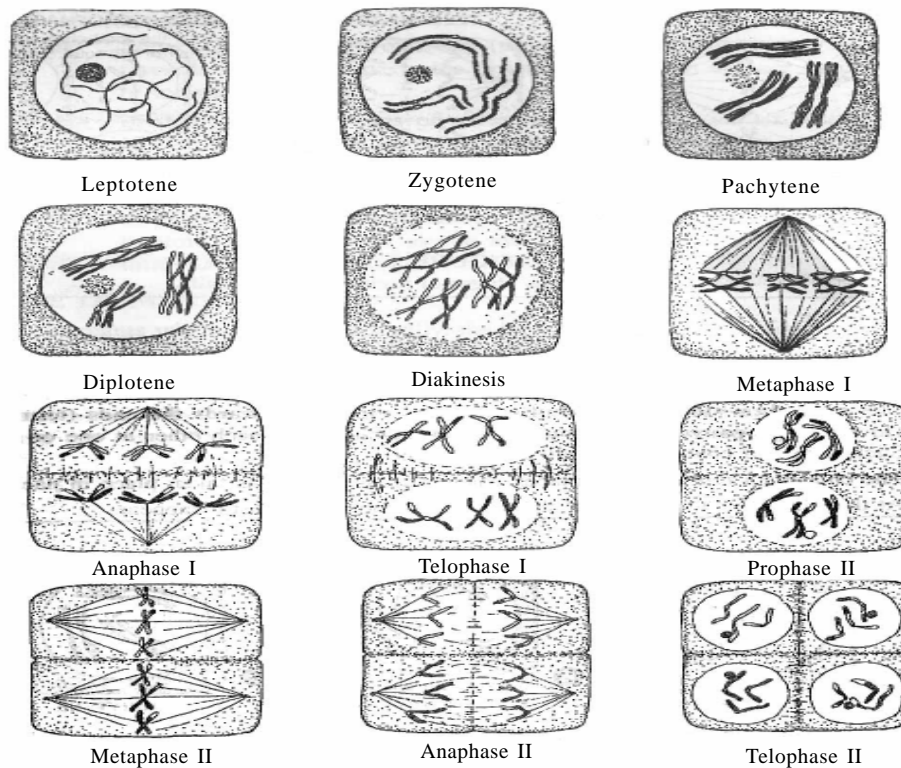 Leptotene
Zygotene
Pachytene
Diplotene
Diakinesis
Metaphase I
Anaphase I
Telophase I
Prophase II
Metaphase II
Anaphase II
Telophase II